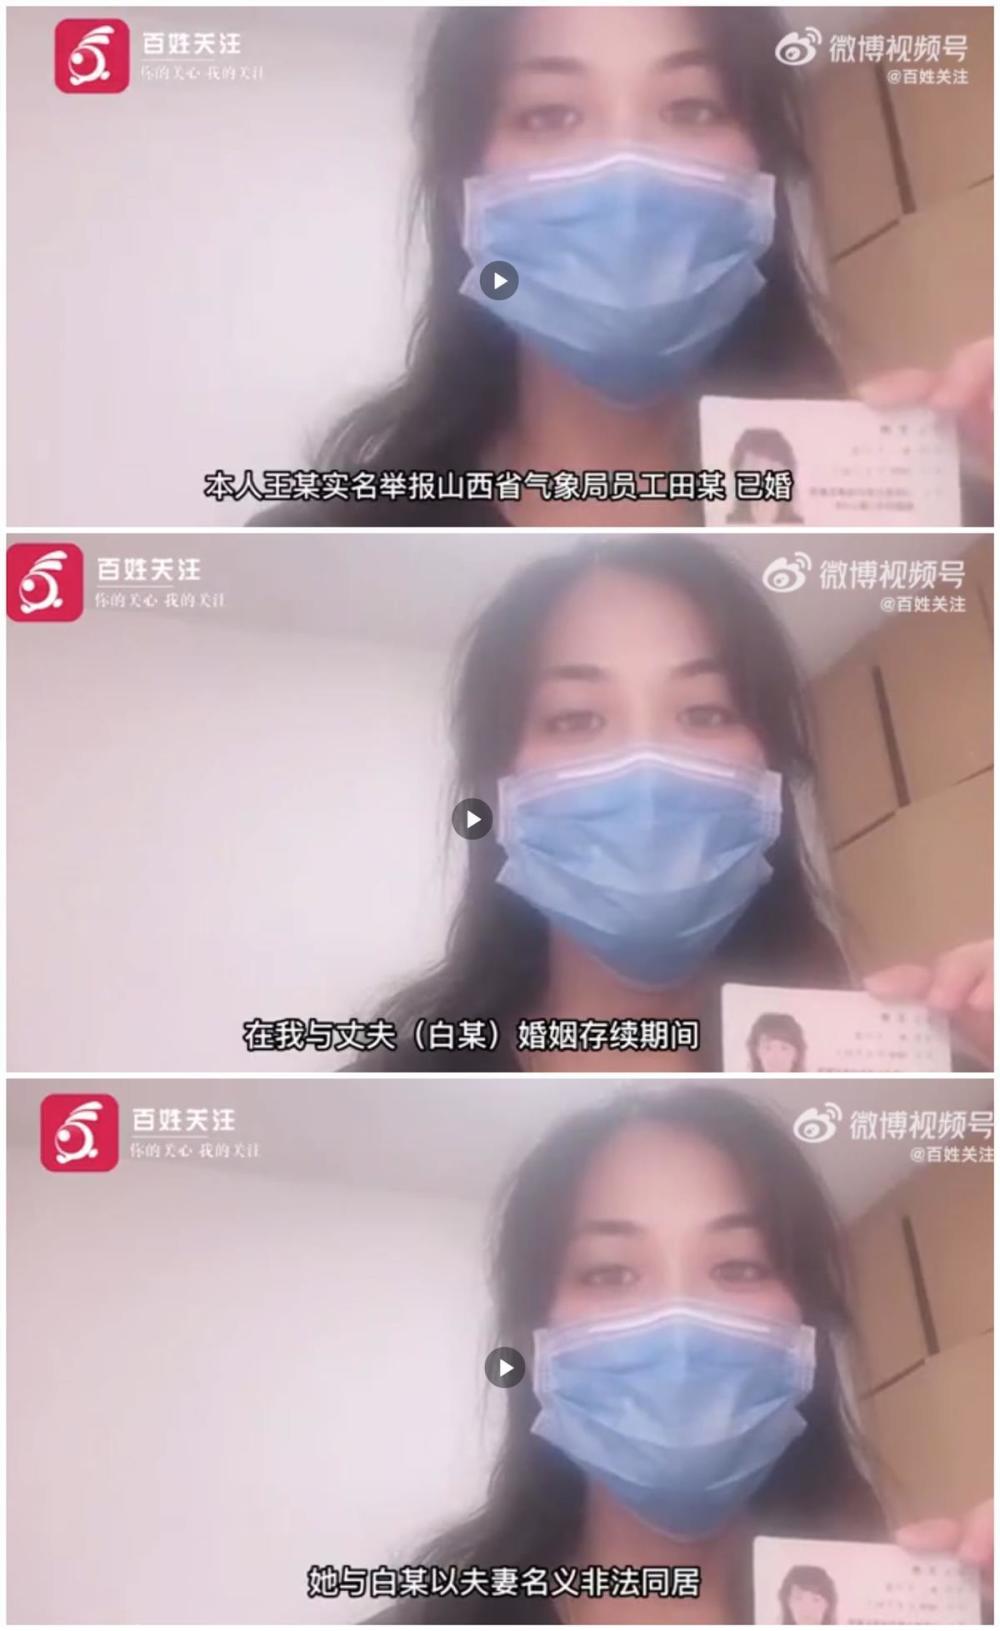 百姓关注
你的关心 我的关注
微博视频号
@百姓关注
本人王某实名举报山西省气象局员工田某 已婚
百姓关注
你的关心 我的关注
微博视频号
@百姓关注
在我与丈夫（白某）婚姻存续期间
百姓关注
你的关心 我的关注
微博视频号
@百姓关注
她与白某以夫妻名义非法同居